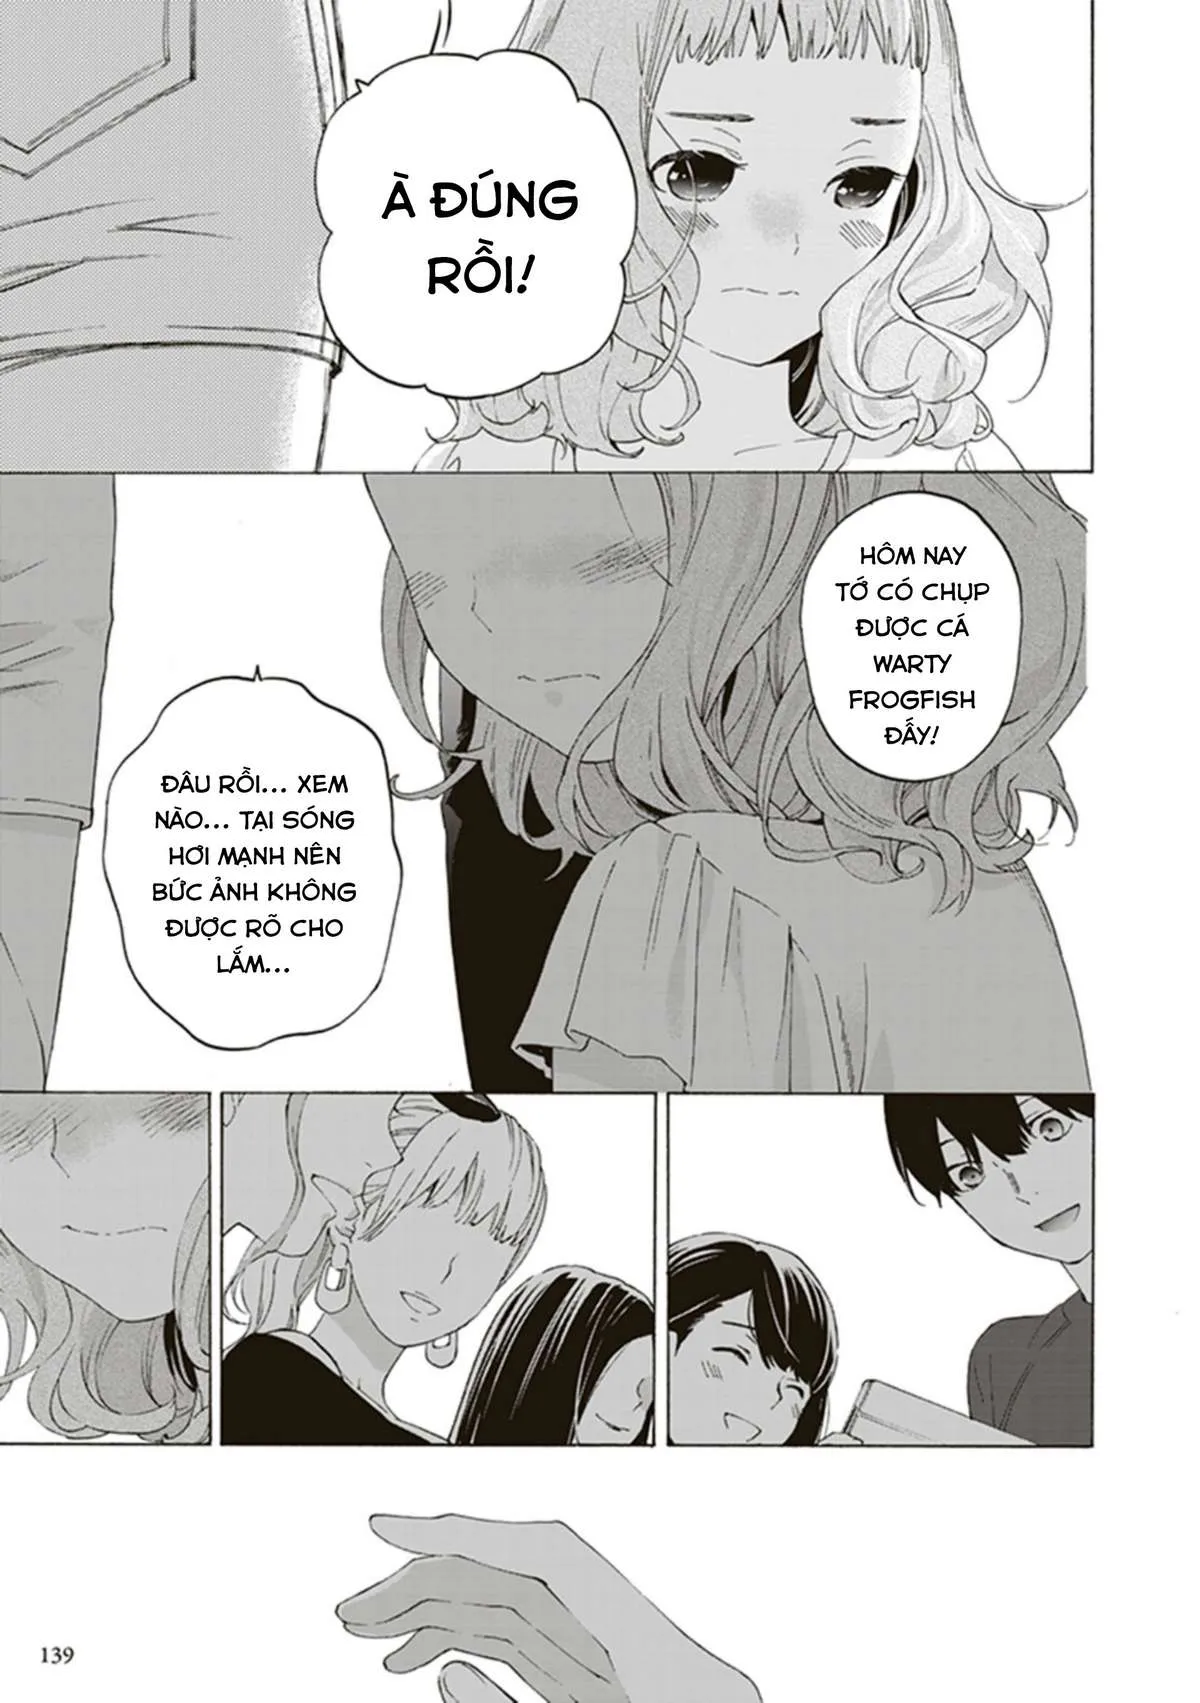 À ĐÚNG
RỒI!
HÔM NAY
TỚ CÓ CHỤP
ĐƯỢC CÁ
WARTY
FROGFISH
ĐẤY!
ĐÂU RỒI... XEM
NÀO... TẠI SÓNG
HƠI MẠNH NÊN
BỨC ẢNH KHÔNG
ĐƯỢC RÕ CHO
LẮM...
139